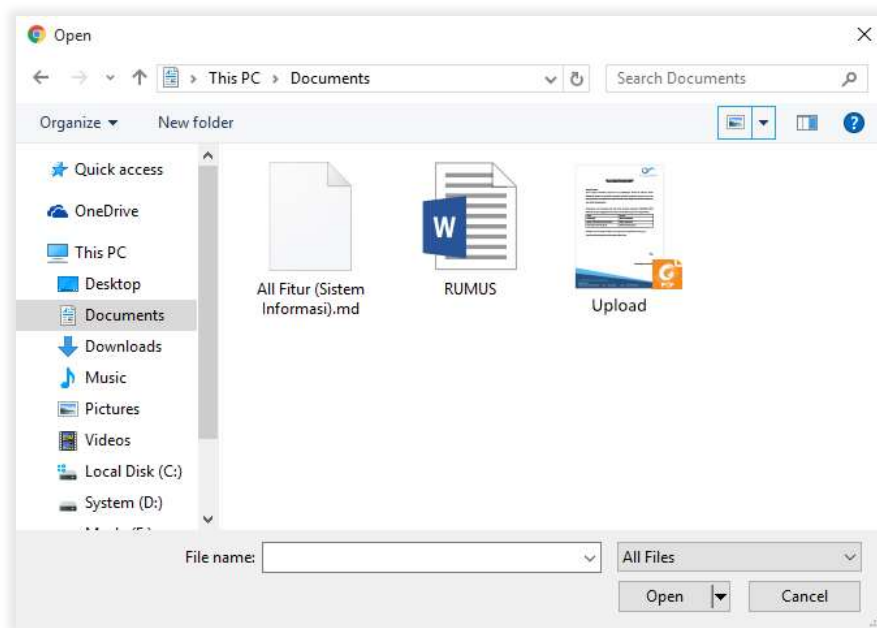 Open
This PC > Documents
Search Documents
Organize
New folder
Quick access
OneDrive
This PC
Desktop
Documents
Downloads
Music
Pictures
Videos
Local Disk (C:)
System (D:)
All Fitur (Sistem
Informasi).md
W
RUMUS
PDF
Upload
File name:
All Files
Open
Cancel